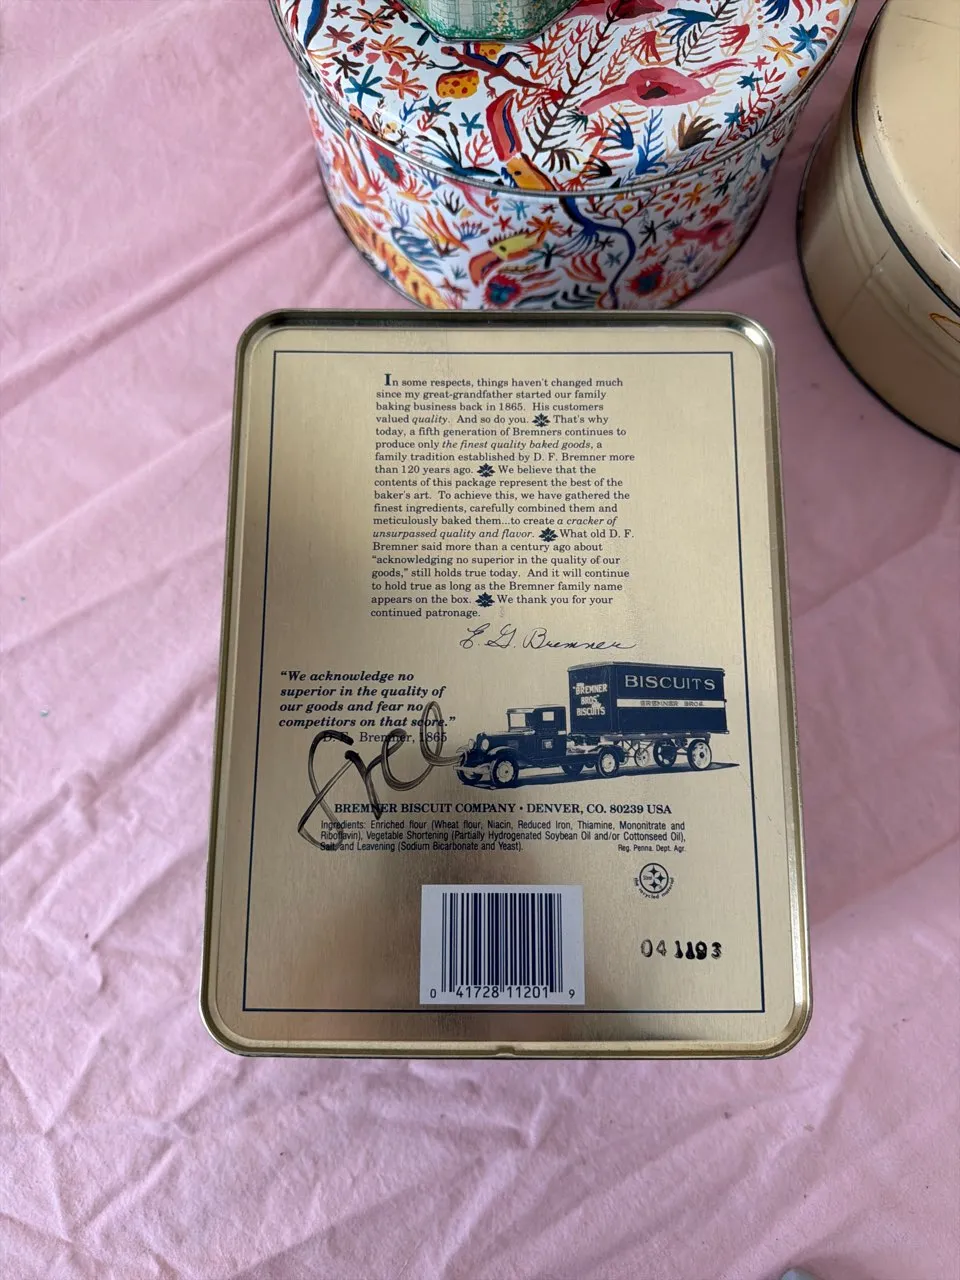 In some respects, things haven't changed much
since my great-grandfather started our family
baking business back in 1865. His customers
valued quality. And so do you. That's why
today, a fifth generation of Bremners continues to
produce only the finest quality baked goods, a
family tradition established by D. F. Bremner more
than 120 years ago. We believe that the
contents of this package represent the best of the
baker's art. To achieve this, we have gathered the
finest ingredients, carefully combined them and
meticulously baked them...to create a cracker of
unsurpassed quality and flavor. What old D. F.
Bremner said more than a century ago about
"acknowledging no superior in the quality of our
goods," still holds true today. And it will continue
to hold true as long as the Bremner family name
appears on the box. We thank you for your
continued patronage.
E. G. Bremner
"We acknowledge no
superior in the quality of
our goods and fear no
competitors on that score."
D. F. Bremner, 1865
Free
BISCUITS
"BREMNER
BROS."
BISCUITS
BREMNER BROS.
BREMNER BISCUIT COMPANY • DENVER, CO. 80239 USA
Ingredients: Enriched flour (Wheat flour, Niacin, Reduced Iron, Thiamine, Mononitrate and
Riboflavin), Vegetable Shortening (Partially Hydrogenated Soybean Oil and/or Cottonseed Oil),
Salt and Leavening (Sodium Bicarbonate and Yeast).
Reg. Penna. Dept. Agr.
the recycled material
041193
0 41728 11201 9